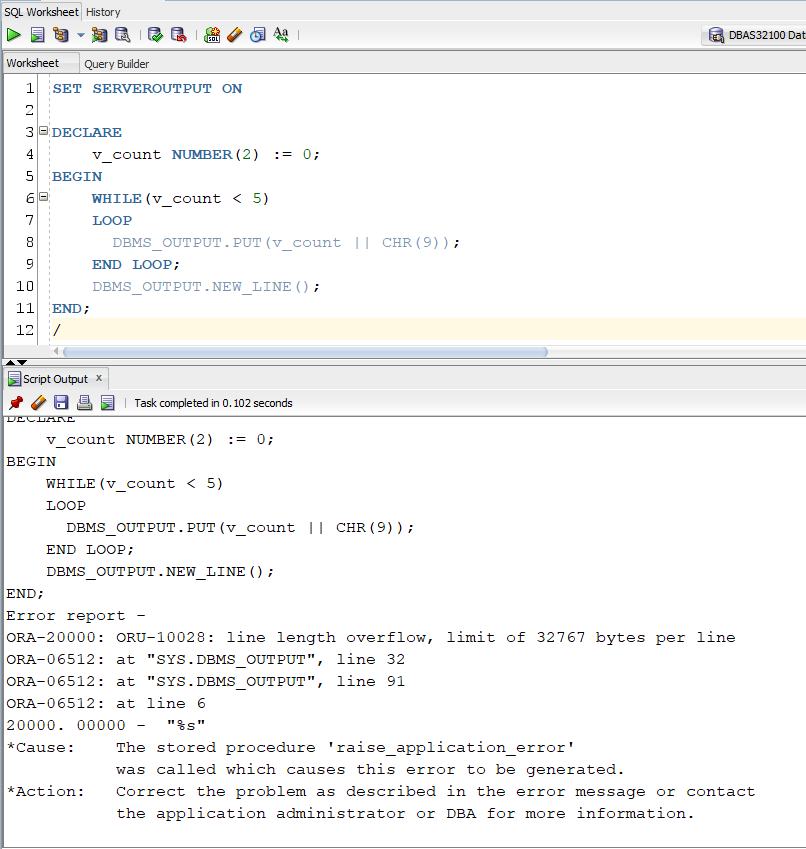 SQL Worksheet History
DBAS32100 Dat
Worksheet Query Builder
1 SET SERVEROUTPUT ON
2
3 DECLARE
4 v_count NUMBER(2) := 0;
5 BEGIN
6 WHILE(v_count < 5)
7 LOOP
8 DBMS_OUTPUT.PUT(v_count || CHR(9));
9 END LOOP;
10 DBMS_OUTPUT.NEW_LINE();
11 END;
12 /
Script Output x
Task completed in 0.102 seconds
DECLARE
v_count NUMBER(2) := 0;
BEGIN
WHILE(v_count < 5)
LOOP
DBMS_OUTPUT.PUT(v_count || CHR(9));
END LOOP;
DBMS_OUTPUT.NEW_LINE();
END;
Error report -
ORA-20000: ORU-10028: line length overflow, limit of 32767 bytes per line
ORA-06512: at "SYS.DBMS_OUTPUT", line 32
ORA-06512: at "SYS.DBMS_OUTPUT", line 91
ORA-06512: at line 6
20000. 00000 - "%s"
*Cause: The stored procedure 'raise_application_error'
was called which causes this error to be generated.
*Action: Correct the problem as described in the error message or contact
the application administrator or DBA for more information.